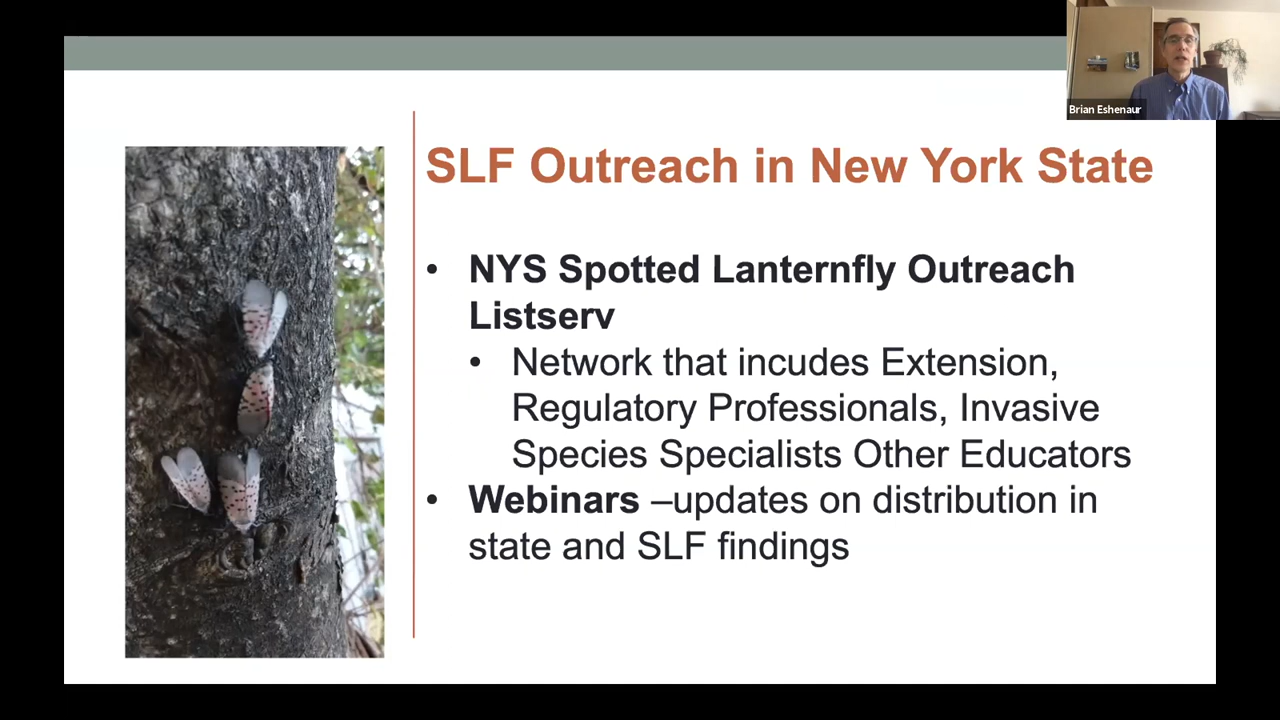 Brian Eshenaur
SLF Outreach in New York State
• NYS Spotted Lanternfly Outreach
Listserv
• Network that incudes Extension,
Regulatory Professionals, Invasive
Species Specialists Other Educators
• Webinars –updates on distribution in
state and SLF findings